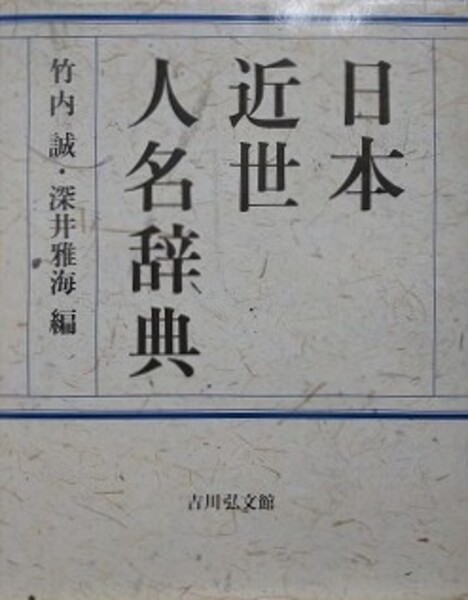 日本
近世
人名辞典
竹内 誠・深井雅海 編
吉川弘文館